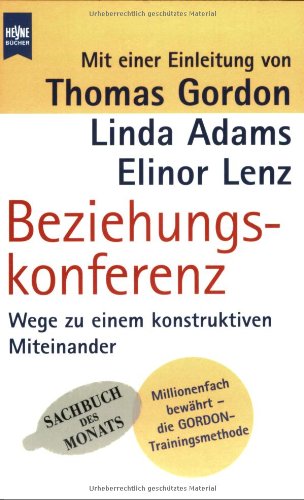 Urheberrechtlich geschütztes Material
HEYNE
BÜCHER
Mit einer Einleitung von
Thomas Gordon
Linda Adams
Elinor Lenz
Beziehungs-
konferenz
Wege zu einem konstruktiven
Miteinander
SACHBUCH
DES
MONATS
Millionenfach
bewährt –
die GORDON-
Trainingsmethode
Urheberrechtlich geschütztes Material